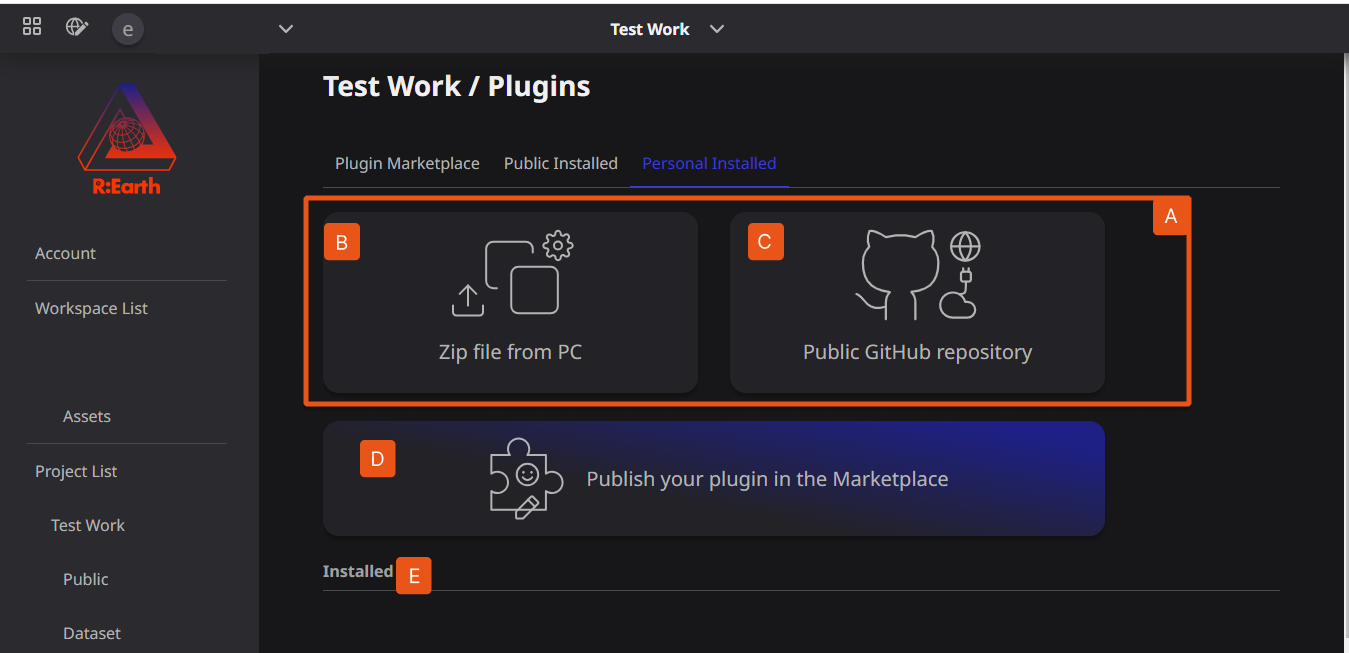 e
Test Work
Test Work / Plugins
R:Earth
Plugin Marketplace Public Installed Personal Installed
A
B
C
Account
Workspace List
Zip file from PC
Public GitHub repository
Assets
D
Publish your plugin in the Marketplace
Project List
Test Work
Installed E
Public
Dataset